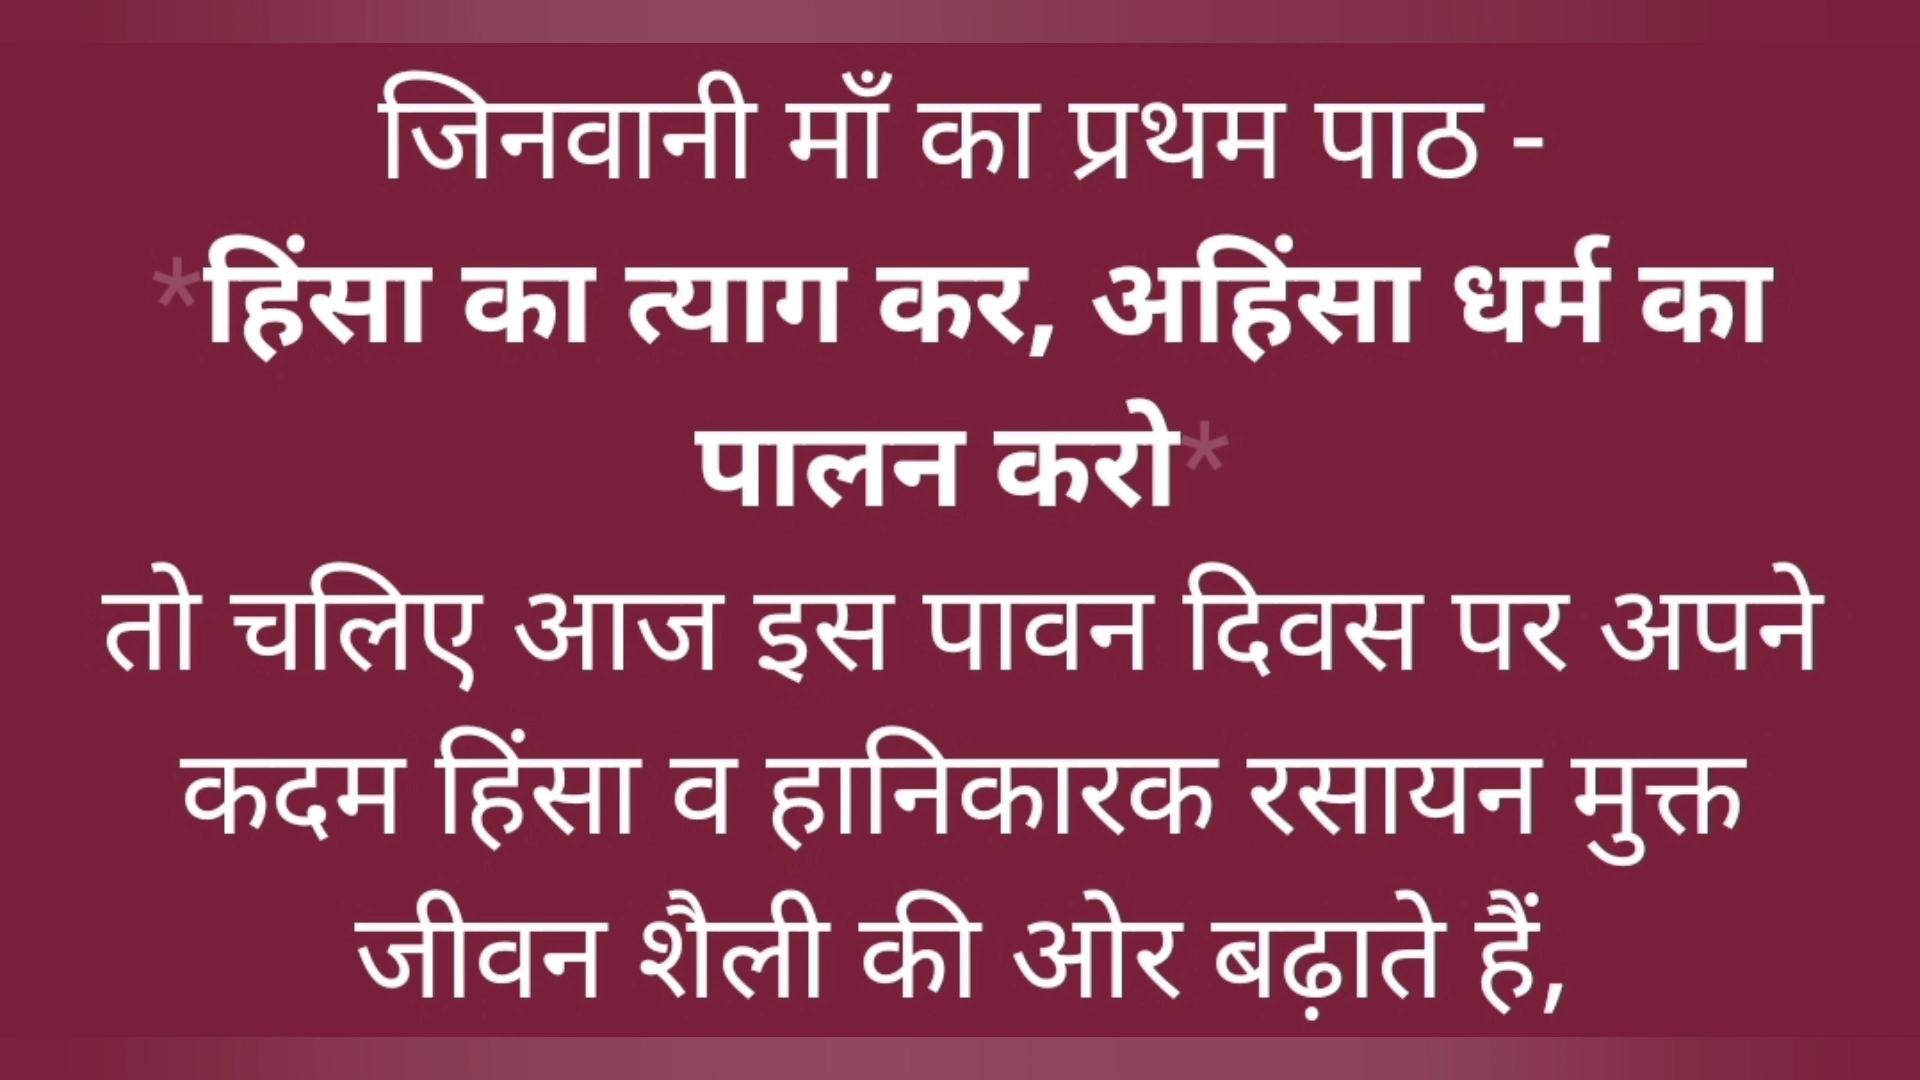 जिनवानी माँ का प्रथम पाठ -
*हिंसा का त्याग कर, अहिंसा धर्म का
पालन करो*
तो चलिए आज इस पावन दिवस पर अपने
कदम हिंसा व हानिकारक रसायन मुक्त
जीवन शैली की ओर बढ़ाते हैं,